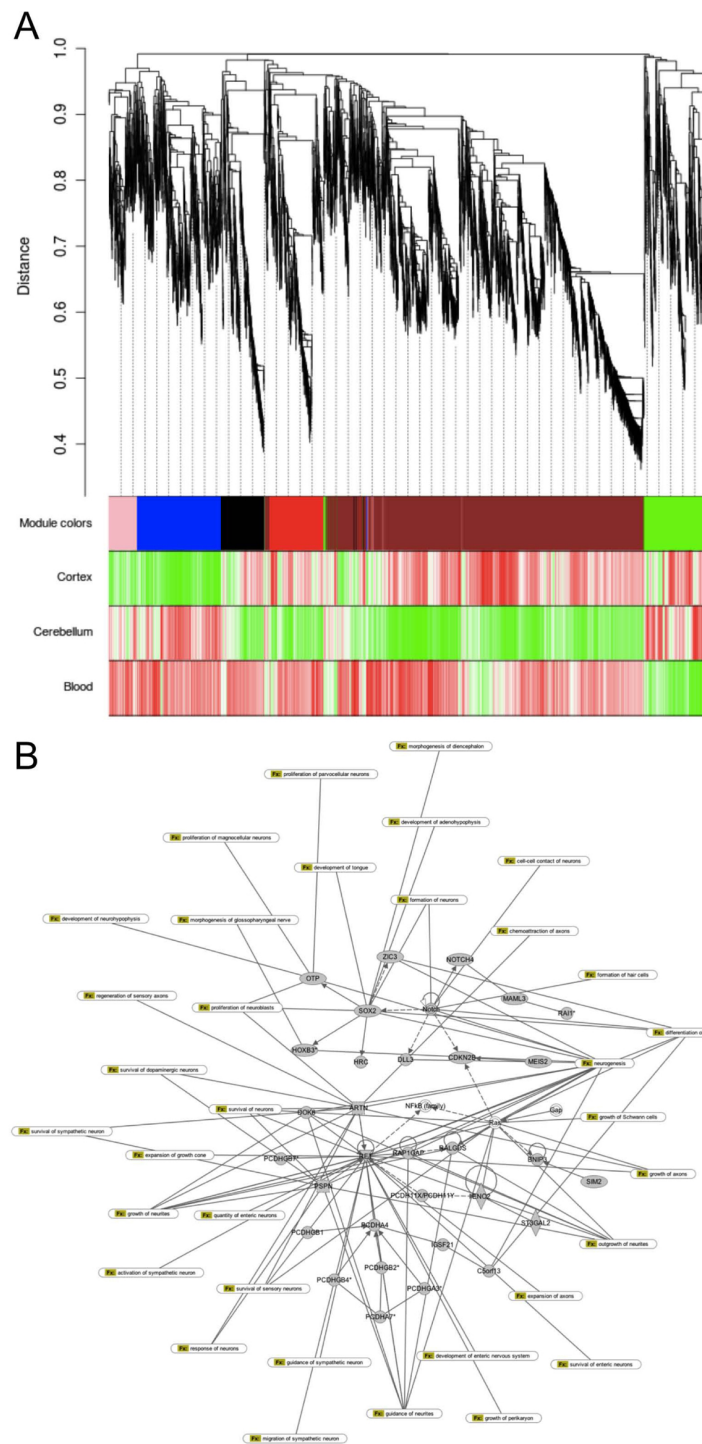 A
1.0
0.9
0.8
0.7
0.6
0.5
0.4
Distance
Module colors
Cortex
Cerebellum
Blood
B
Fx: morphogenesis of diencephalon
Fx: proliferation of parvocellular neurons
Fx: development of adenohypophysis
Fx: proliferation of magnocellular neurons
Fx: cell-cell contact of neurons
Fx: development of tongue
Fx: formation of neurons
Fx: development of neurohypophysis
Fx: morphogenesis of glossopharyngeal nerve
Fx: chemoattraction of axons
ZIC3
NOTCH4
OTP
Fx: formation of hair cells
Fx: regeneration of sensory axons
MAML3
Fx: proliferation of neuroblasts
SOX2
Notch
RAI1*
Fx: differentiation o
HOXB3*
HRC
DLL3
CDKN2B
MEIS2
Fx: neurogenesis
Fx: survival of dopaminergic neurons
Fx: survival of neurons
ARTN
NFkB (family)
Gap
Fx: growth of Schwann cells
Ras
Fx: survival of sympathetic neuron
Fx: expansion of growth cone
PCDHGB7*
RET
RAP1GAP
RALGDS
BNIP3
Fx: growth of axons
PSPN
PCDH11X/PCDH11Y
ENO2
SIM2
Fx: growth of neurites
Fx: quantity of enteric neurons
ST3GAL2
PCDHGB1
PCDHA4
IGSF21
Fx: outgrowth of neurites
Fx: activation of sympathetic neuron
Fx: survival of sensory neurons
PCDHGB4*
PCDHGB2*
C5orf13
PCDHGA3*
Fx: expansion of axons
PCDHA7*
Fx: response of neurons
Fx: guidance of sympathetic neuron
Fx: development of enteric nervous system
Fx: survival of enteric neurons
Fx: guidance of neurites
Fx: growth of perikaryon
Fx: migration of sympathetic neuron